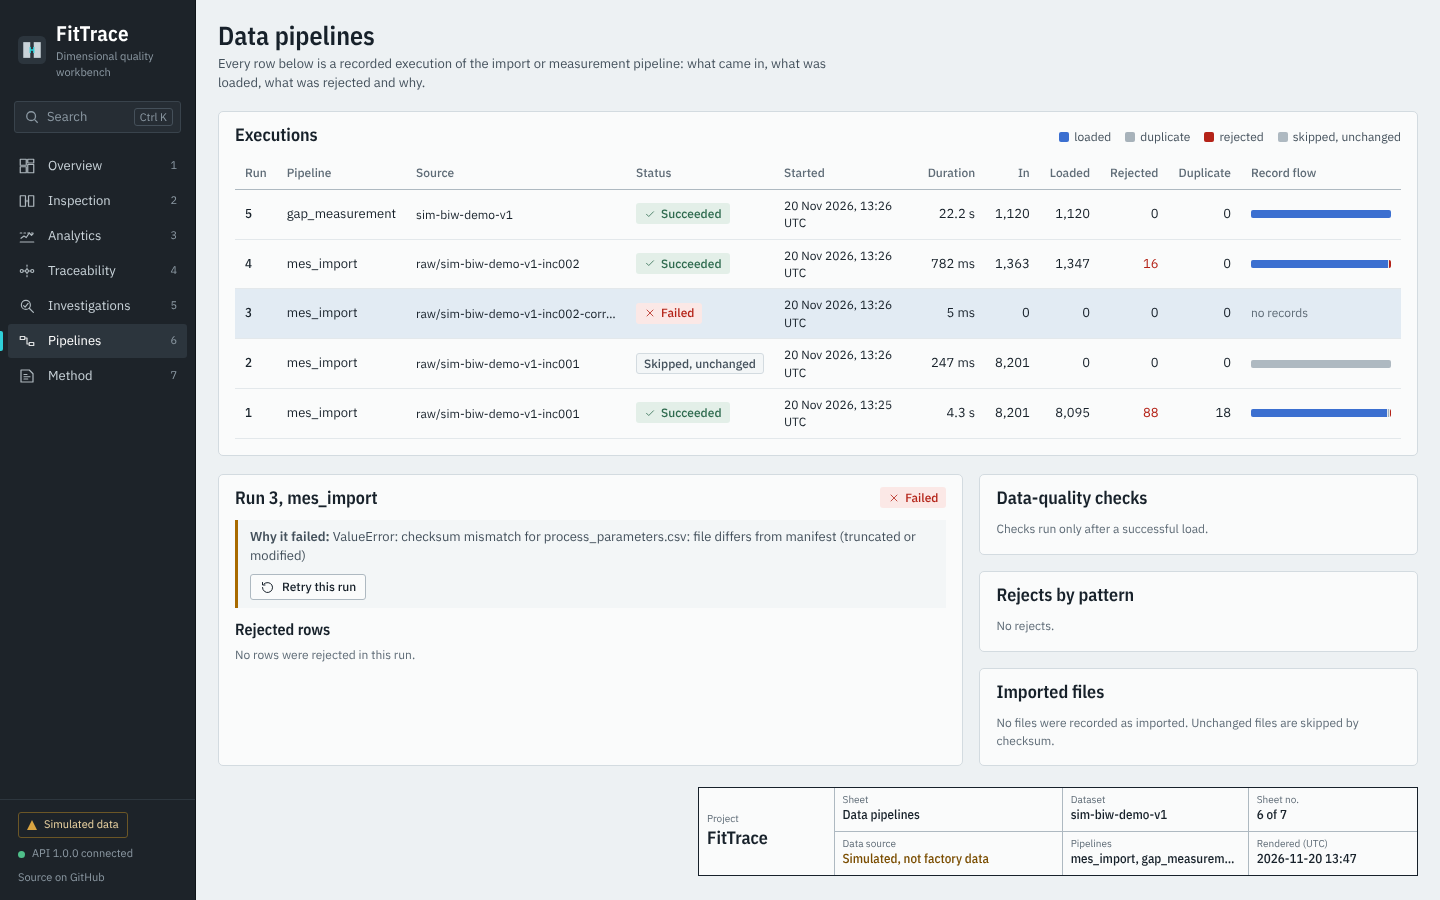 FitTrace
Dimensional quality
workbench
Search
Ctrl K
Overview 1
Inspection 2
Analytics 3
Traceability 4
Investigations 5
Pipelines 6
Method 7
Simulated data
API 1.0.0 connected
Source on GitHub
Data pipelines
Every row below is a recorded execution of the import or measurement pipeline: what came in, what was
loaded, what was rejected and why.
Executions
loaded duplicate rejected skipped, unchanged
Run Pipeline Source Status Started Duration In Loaded Rejected Duplicate Record flow
5 gap_measurement sim-biw-demo-v1 Succeeded 20 Nov 2026, 13:26 UTC 22.2 s 1,120 1,120 0 0
4 mes_import raw/sim-biw-demo-v1-inc002 Succeeded 20 Nov 2026, 13:26 UTC 782 ms 1,363 1,347 16 0
3 mes_import raw/sim-biw-demo-v1-inc002-corr... Failed 20 Nov 2026, 13:26 UTC 5 ms 0 0 0 0 no records
2 mes_import raw/sim-biw-demo-v1-inc001 Skipped, unchanged 20 Nov 2026, 13:26 UTC 247 ms 8,201 0 0 0
1 mes_import raw/sim-biw-demo-v1-inc001 Succeeded 20 Nov 2026, 13:25 UTC 4.3 s 8,201 8,095 88 18
Run 3, mes_import
Failed
Why it failed: ValueError: checksum mismatch for process_parameters.csv: file differs from manifest (truncated or
modified)
Retry this run
Rejected rows
No rows were rejected in this run.
Data-quality checks
Checks run only after a successful load.
Rejects by pattern
No rejects.
Imported files
No files were recorded as imported. Unchanged files are skipped by
checksum.
Project
FitTrace
Sheet
Data pipelines
Dataset
sim-biw-demo-v1
Sheet no.
6 of 7
Data source
Simulated, not factory data
Pipelines
mes_import, gap_measurem...
Rendered (UTC)
2026-11-20 13:47